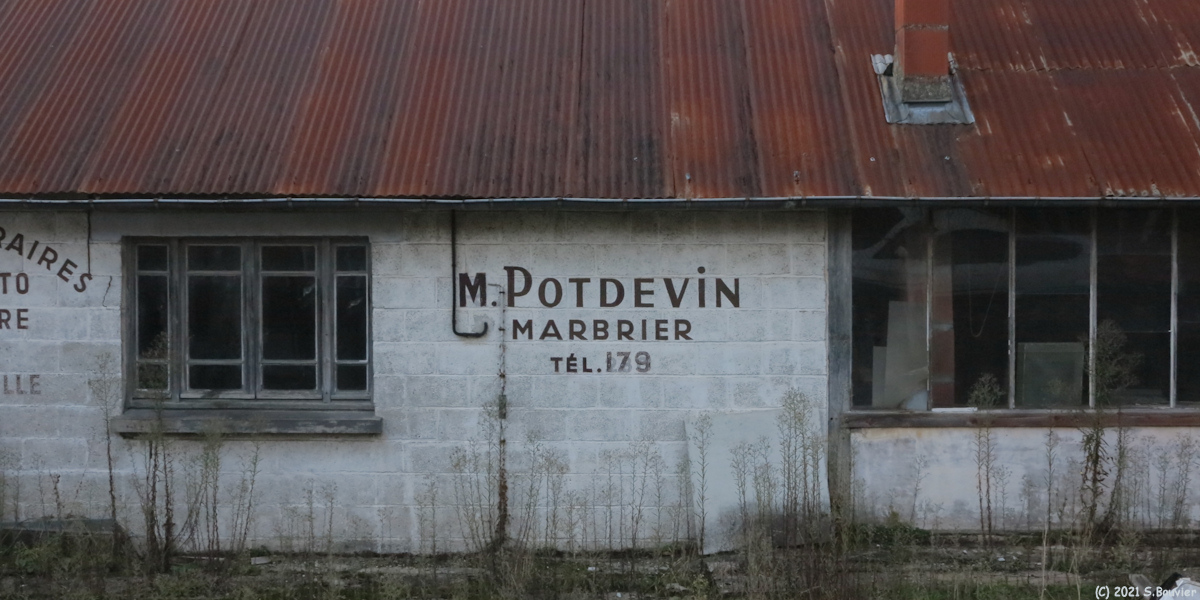 RAIRES
TO
RE
LLE
M. POTDEVIN
MARBRIER
TÉL. 179
(C) 2021 S.Bouvier